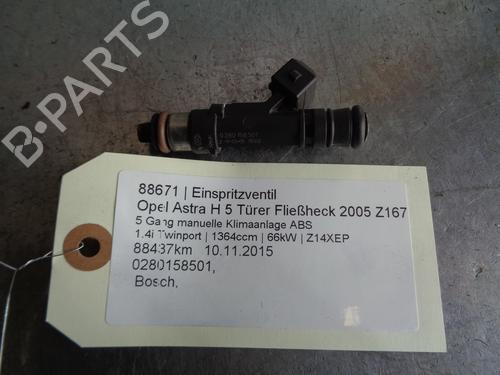 0280158501
88671 | Einspritzventil
Opel Astra H 5 Türer Fließheck 2005 Z167
5 Gang manuelle Klimaanlage ABS
1.4i Twinport | 1364ccm | 66kW | Z14XEP
88437km 10.11.2015
0280158501,
Bosch,
B-PARTS